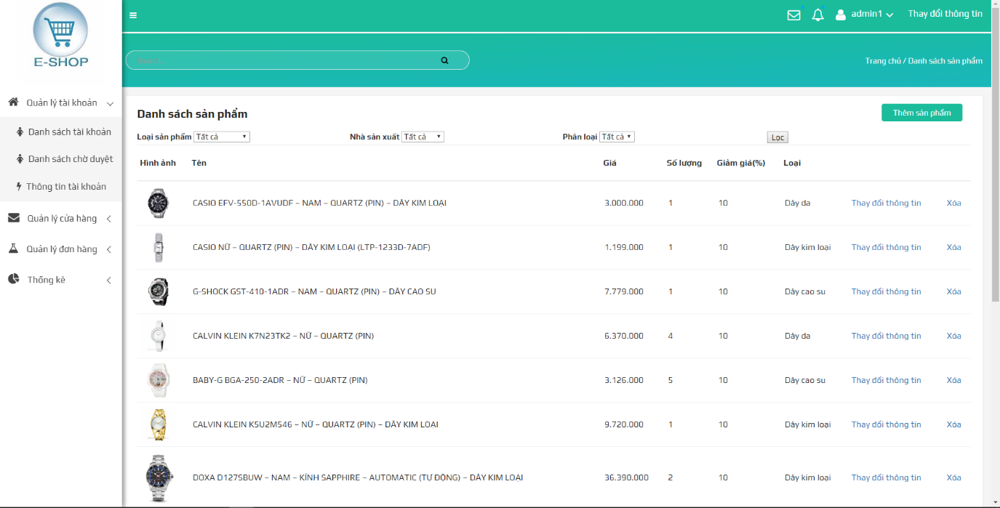 E-SHOP
admin1
Thay đổi thông tin
Trang chủ / Danh sách sản phẩm
Quản lý tài khoản
Danh sách tài khoản
Danh sách chờ duyệt
Thông tin tài khoản
Quản lý cửa hàng
Quản lý đơn hàng
Thống kê
Danh sách sản phẩm
Thêm sản phẩm
Loại sản phẩm Tất cả Nhà sản xuất Tất cả Phân loại Tất cả Lọc
Hình ảnh Tên Giá Số lượng Giảm giá(%) Loại
CASIO EFV-550D-1AVUDF – NAM – QUARTZ (PIN) – DÂY KIM LOẠI 3.000.000 1 10 Dây da Thay đổi thông tin Xóa
CASIO NỮ – QUARTZ (PIN) – DÂY KIM LOẠI (LTP-1233D-7ADF) 1.199.000 1 10 Dây kim loại Thay đổi thông tin Xóa
G-SHOCK GST-410-1ADR – NAM – QUARTZ (PIN) – DÂY CAO SU 7.779.000 1 10 Dây cao su Thay đổi thông tin Xóa
CALVIN KLEIN K7N23TK2 – NỮ – QUARTZ (PIN) 6.370.000 4 10 Dây da Thay đổi thông tin Xóa
BABY-G BGA-250-2ADR – NỮ – QUARTZ (PIN) 3.126.000 5 10 Dây cao su Thay đổi thông tin Xóa
CALVIN KLEIN K5U2M546 – NỮ – QUARTZ (PIN) – DÂY KIM LOẠI 9.720.000 1 10 Dây kim loại Thay đổi thông tin Xóa
DOXA D127SBUW – NAM – KÍNH SAPPHIRE – AUTOMATIC (TỰ ĐỘNG) – DÂY KIM LOẠI 36.390.000 2 10 Dây kim loại Thay đổi thông tin Xóa